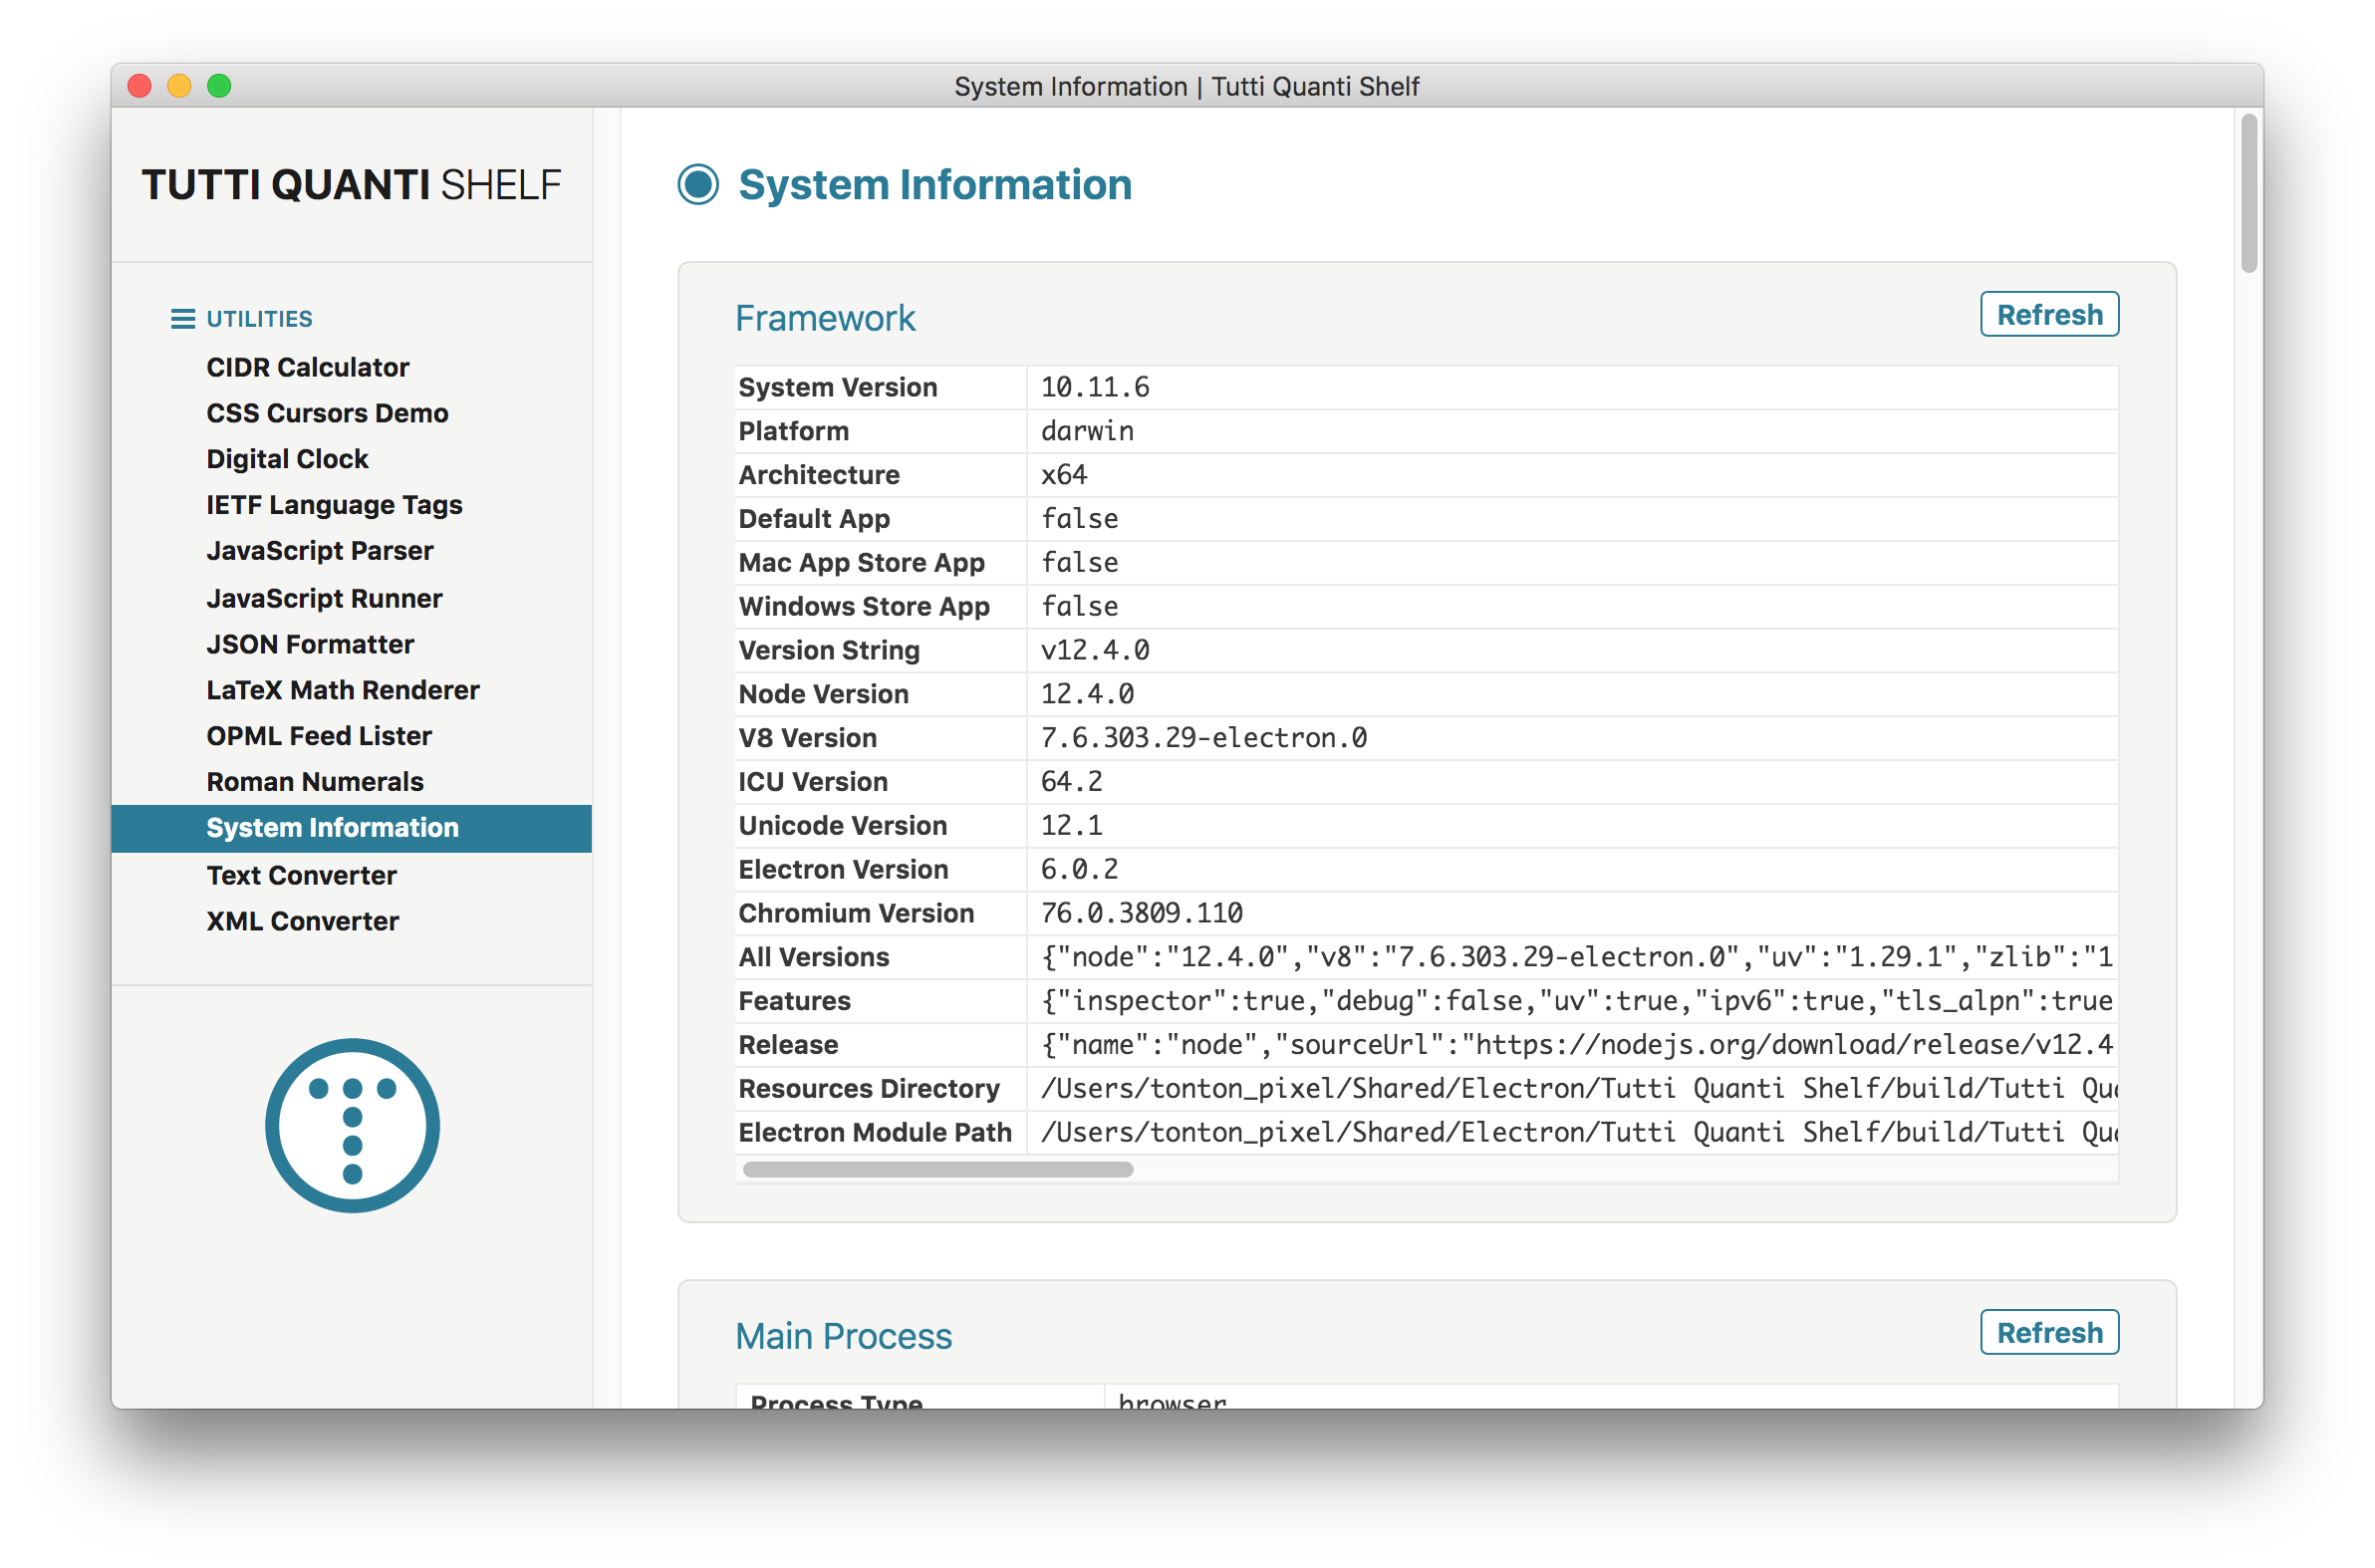 System Information | Tutti Quanti Shelf
TUTTI QUANTI SHELF
UTILITIES
CIDR Calculator
CSS Cursors Demo
Digital Clock
IETF Language Tags
JavaScript Parser
JavaScript Runner
JSON Formatter
LaTeX Math Renderer
OPML Feed Lister
Roman Numerals
System Information
Text Converter
XML Converter
System Information
Framework
Refresh
System Version 10.11.6
Platform darwin
Architecture x64
Default App false
Mac App Store App false
Windows Store App false
Version String v12.4.0
Node Version 12.4.0
V8 Version 7.6.303.29-electron.0
ICU Version 64.2
Unicode Version 12.1
Electron Version 6.0.2
Chromium Version 76.0.3809.110
All Versions {"node":"12.4.0","v8":"7.6.303.29-electron.0","uv":"1.29.1","zlib":"1
Features {"inspector":true,"debug":false,"uv":true,"ipv6":true,"tls_alpn":true
Release {"name":"node","sourceUrl":"https://nodejs.org/download/release/v12.4
Resources Directory /Users/tonton_pixel/Shared/Electron/Tutti Quanti Shelf/build/Tutti Qua
Electron Module Path /Users/tonton_pixel/Shared/Electron/Tutti Quanti Shelf/build/Tutti Qua
Main Process
Refresh
Process Type browser